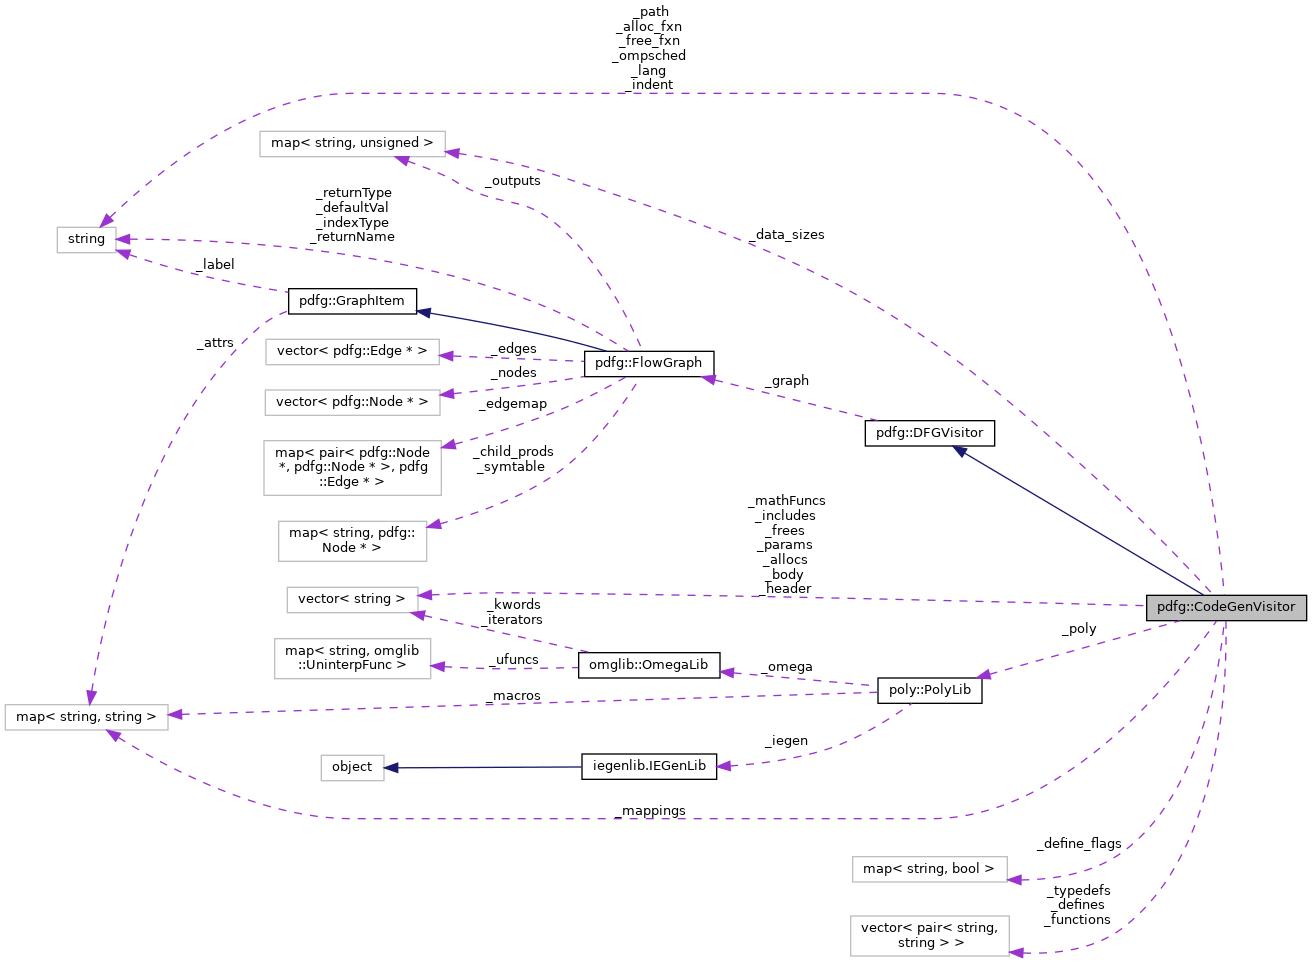 _path
_alloc_fxn
_free_fxn
_ompsched
_lang
_indent
map< string, unsigned >
_outputs
_returnType
_defaultVal
_indexType
_returnName
_data_sizes
string
_label
pdfg::GraphItem
_attrs
vector< pdfg::Edge * >
_edges
pdfg::FlowGraph
_nodes
_graph
vector< pdfg::Node * >
_edgemap
pdfg::DFGVisitor
map< pair< pdfg::Node
*, pdfg::Node * >, pdfg
::Edge * >
_child_prods
_symtable
map< string, pdfg::
Node * >
_mathFuncs
_includes
_frees
_params
_allocs
_body
_header
vector< string >
_kwords
_iterators
pdfg::CodeGenVisitor
_poly
map< string, omglib
::UninterpFunc >
_ufuncs
omglib::OmegaLib
_omega
poly::PolyLib
_macros
map< string, string >
_iegen
object
iegenlib.IEGenLib
_mappings
_define_flags
map< string, bool >
_typedefs
_defines
_functions
vector< pair< string,
string > >